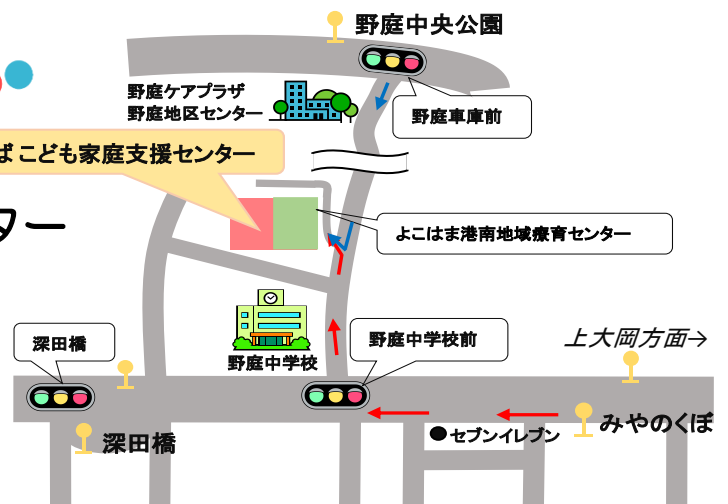 野庭中央公園
野庭ケアプラザ
野庭地区センター
野庭車庫前
ばこども家庭支援センター
ター
よこはま港南地域療育センター
野庭中学校前
上大岡方面→
深田橋
野庭中学校
みやのくぼ
●セブンイレブン
深田橋